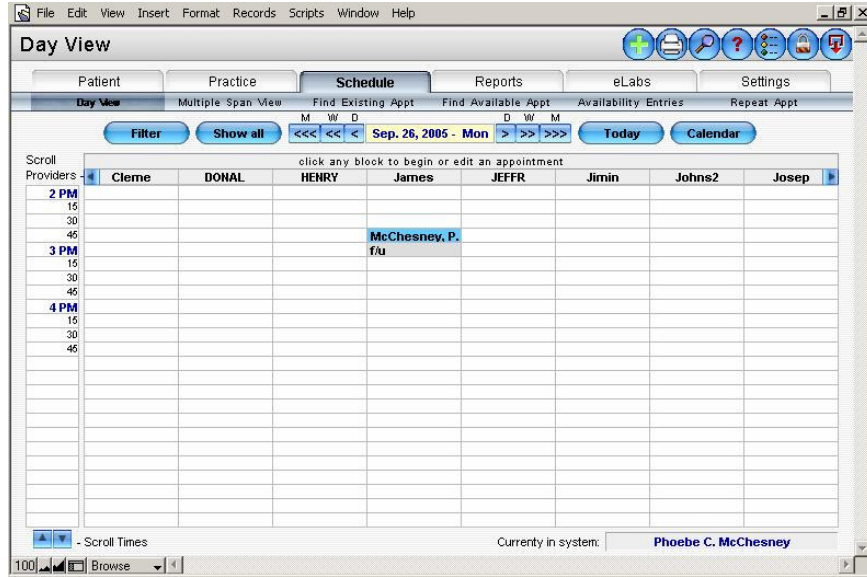 File Edit View Insert Format Records Scripts Window Help
Day View
Patient Practice Schedule Reports eLabs Settings
Day View Multiple Span View Find Existing Appt Find Available Appt Availability Entries Repeat Appt
M W D D W M
Filter Show all <<< << < Sep. 26, 2005 - Mon > >> >>> Today Calendar
Scroll
click any block to begin or edit an appointment
Providers - Cleme DONAL HENRY James JEFFR Jimin Johns2 Josep
2 PM
15
30
45 McChesney, P.
3 PM f/u
15
30
45
4 PM
15
30
45
- Scroll Times Currenty in system: Phoebe C. McChesney
100 Browse